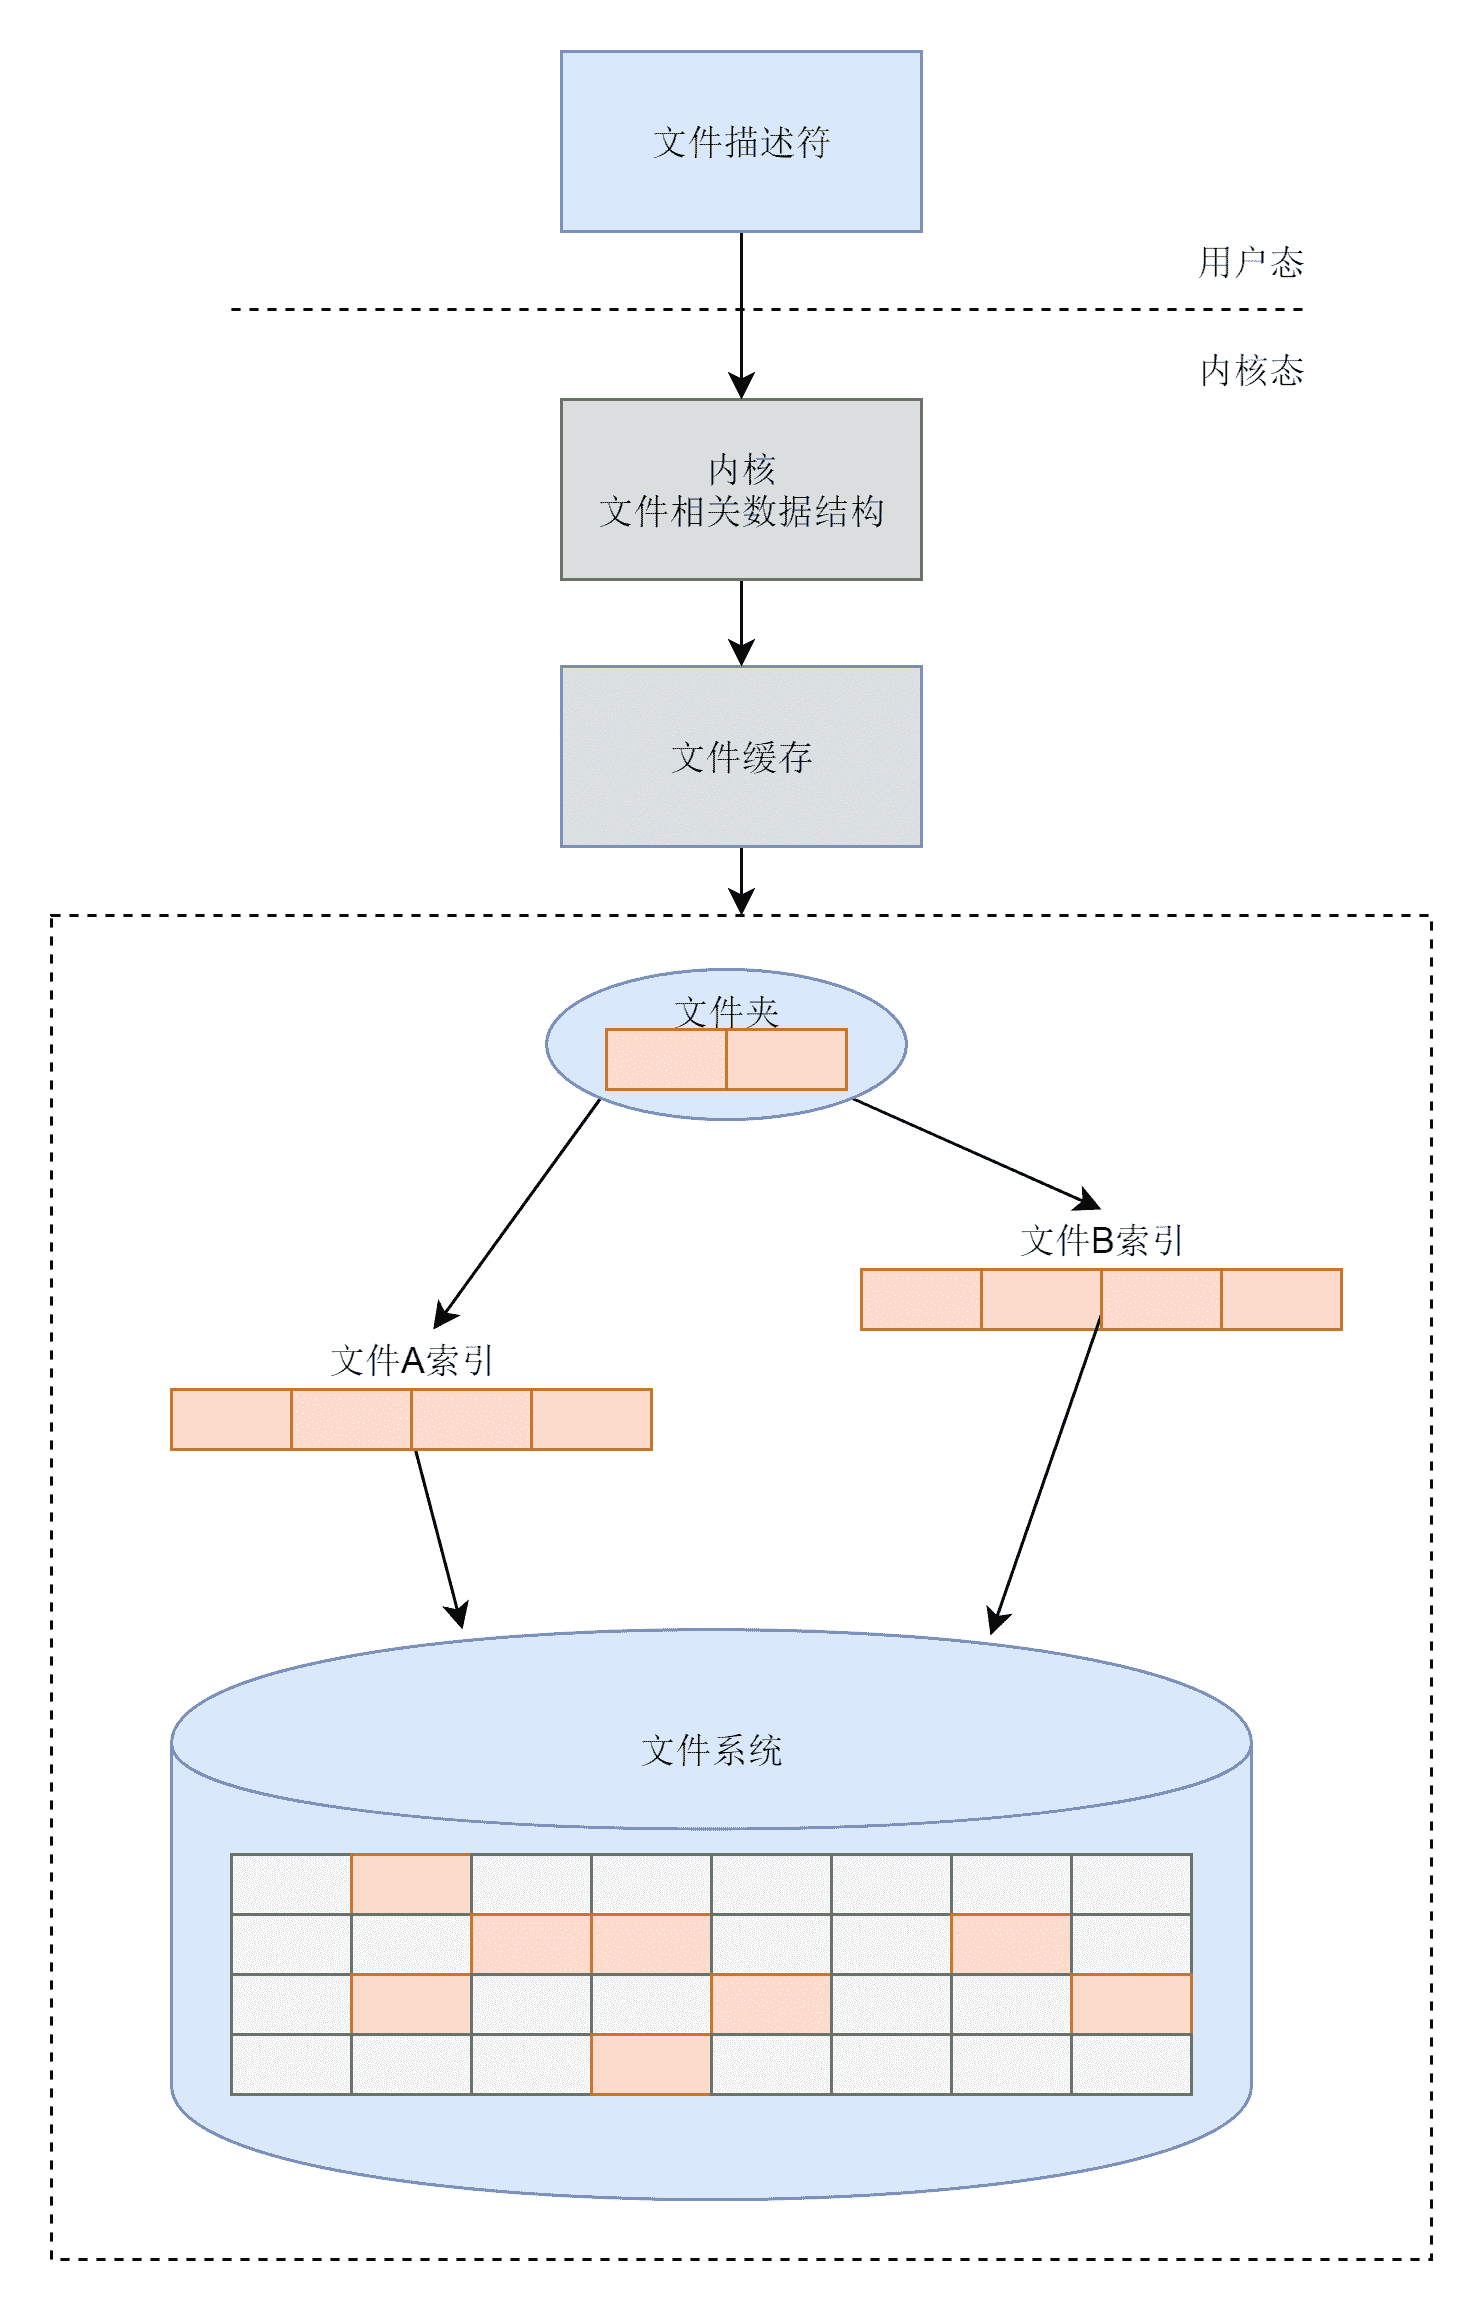 文件描述符
用户态
内核态
内核
文件相关数据结构
文件缓存
文件夹
文件B索引
文件A索引
文件系统